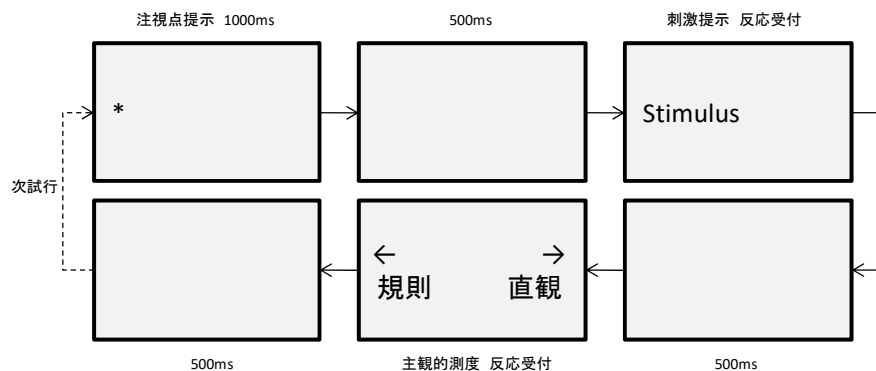 注視点提示 1000ms
500ms
刺激提示 反応受付
*
Stimulus
次試行
← →
規則 直観
500ms
主観的測度 反応受付
500ms